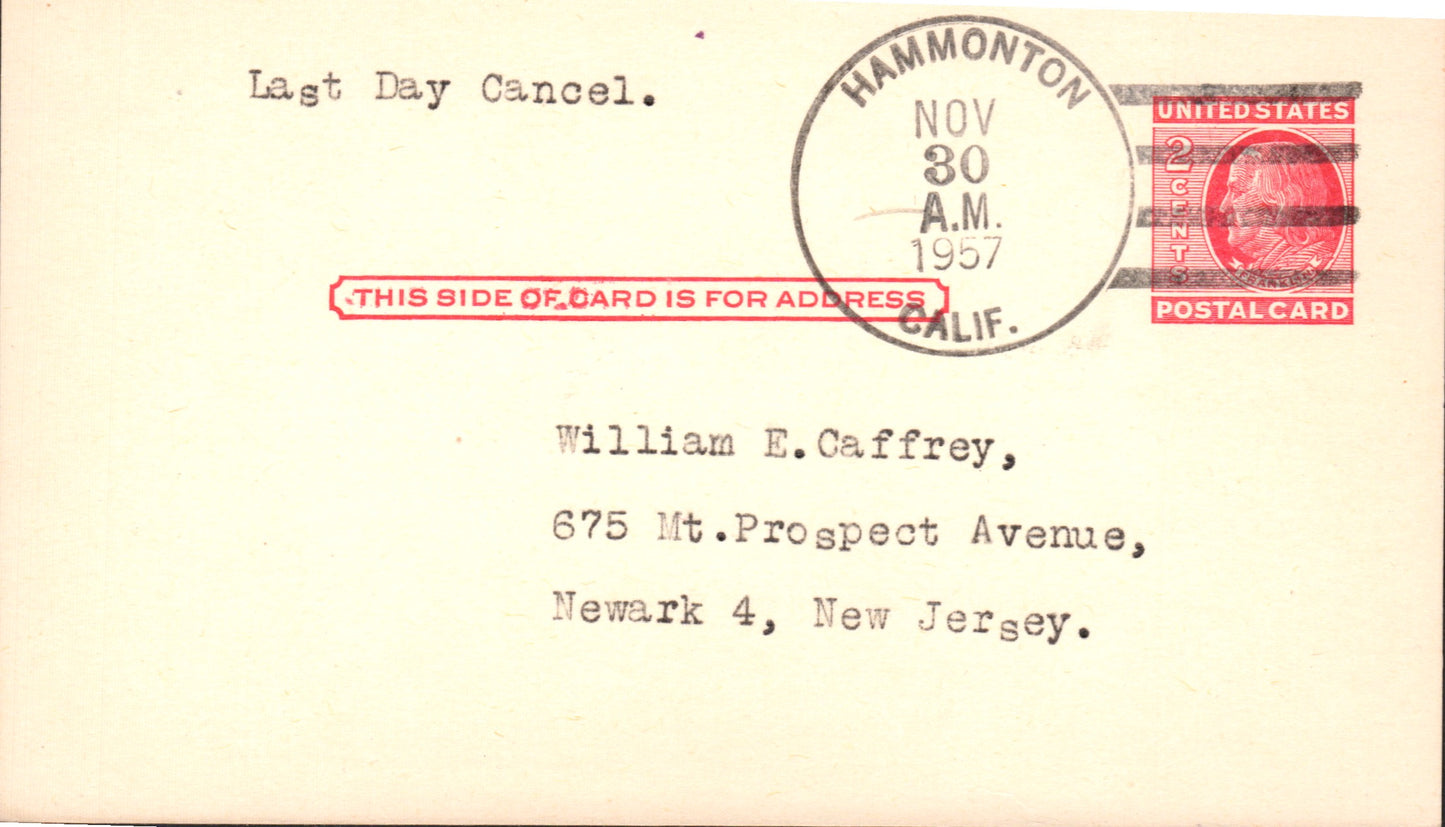 Last Day Cancel.
HAMMONTON
NOV
30
A.M.
1957
CALIF.
UNITED STATES
2
CENTS
FRANKLIN
POSTAL CARD
THIS SIDE OF CARD IS FOR ADDRESS
William E.Caffrey,
675 Mt.Prospect Avenue,
Newark 4, New Jersey.